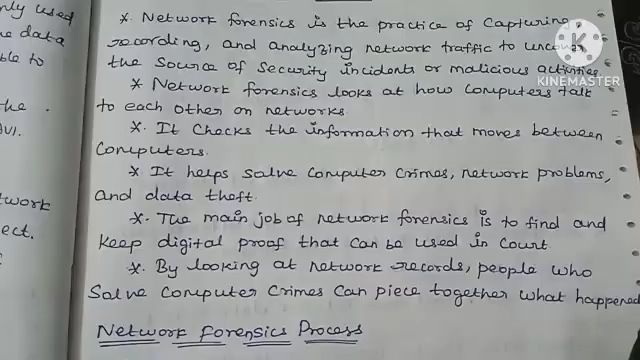 nly used
e data
ble to
the .
AVI.
twork
ect.
*. Network forensics is the practice of capturing,
recording, and analyzing network traffic to uncover
the source of security incidents or malicious activities
* Network forensics looks at how computers talk
to each other on networks.
*. It checks the information that moves between
computers.
*. It helps solve computer crimes, network problems,
and data theft.
*. The main job of network forensics is to find and
keep digital proof that can be used in court.
*. By looking at network records, people who
solve computer crimes can piece together what happened
Network Forensics Process
KINEMASTER